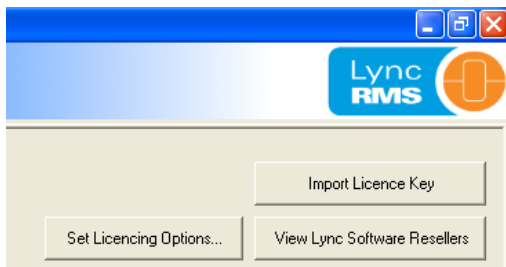 Lync
RMS
Import Licence Key
Set Licencing Options...
View Lync Software Resellers